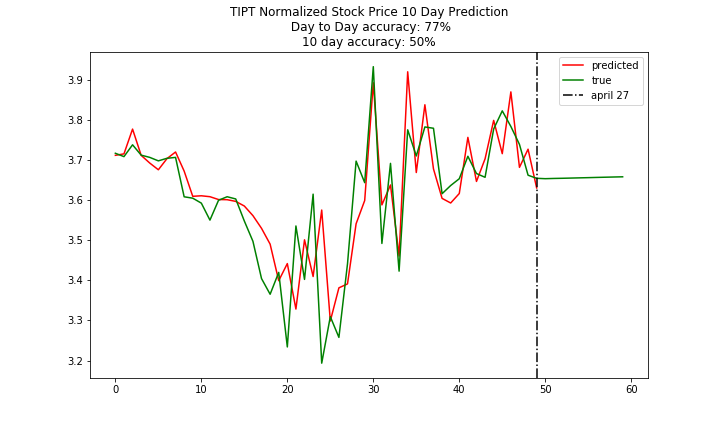 TIPT Normalized Stock Price 10 Day Prediction
Day to Day accuracy: 77%
10 day accuracy: 50%
predicted
true
april 27
3.9
3.8
3.7
3.6
3.5
3.4
3.3
3.2
0 10 20 30 40 50 60